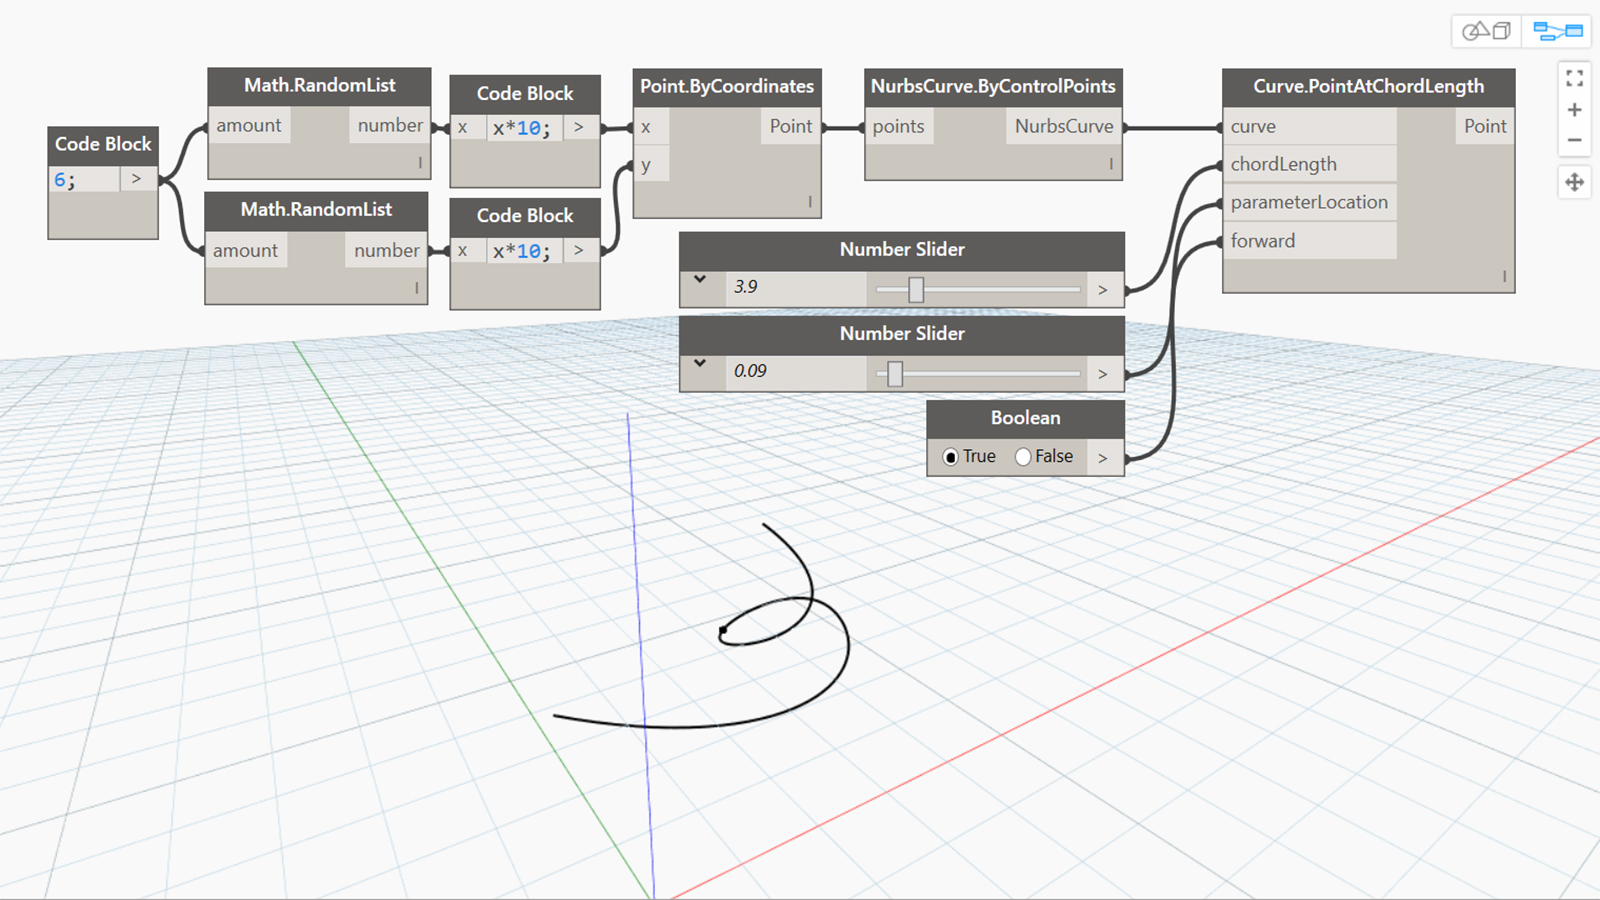 Math.RandomList
amount number
Code Block
x x*10; >
Point.ByCoordinates
x Point
y
NurbsCurve.ByControlPoints
points NurbsCurve
Curve.PointAtChordLength
curve Point
chordLength
parameterLocation
forward
Code Block
6; >
Math.RandomList
amount number
Code Block
x x*10; >
Number Slider
3.9 >
Number Slider
0.09 >
Boolean
True False >